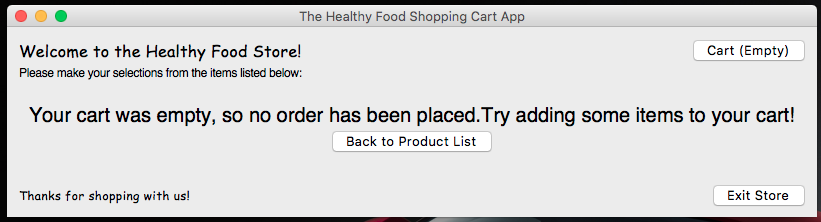 The Healthy Food Shopping Cart App
Welcome to the Healthy Food Store!
Cart (Empty)
Please make your selections from the items listed below:
Your cart was empty, so no order has been placed.Try adding some items to your cart!
Back to Product List
Thanks for shopping with us!
Exit Store